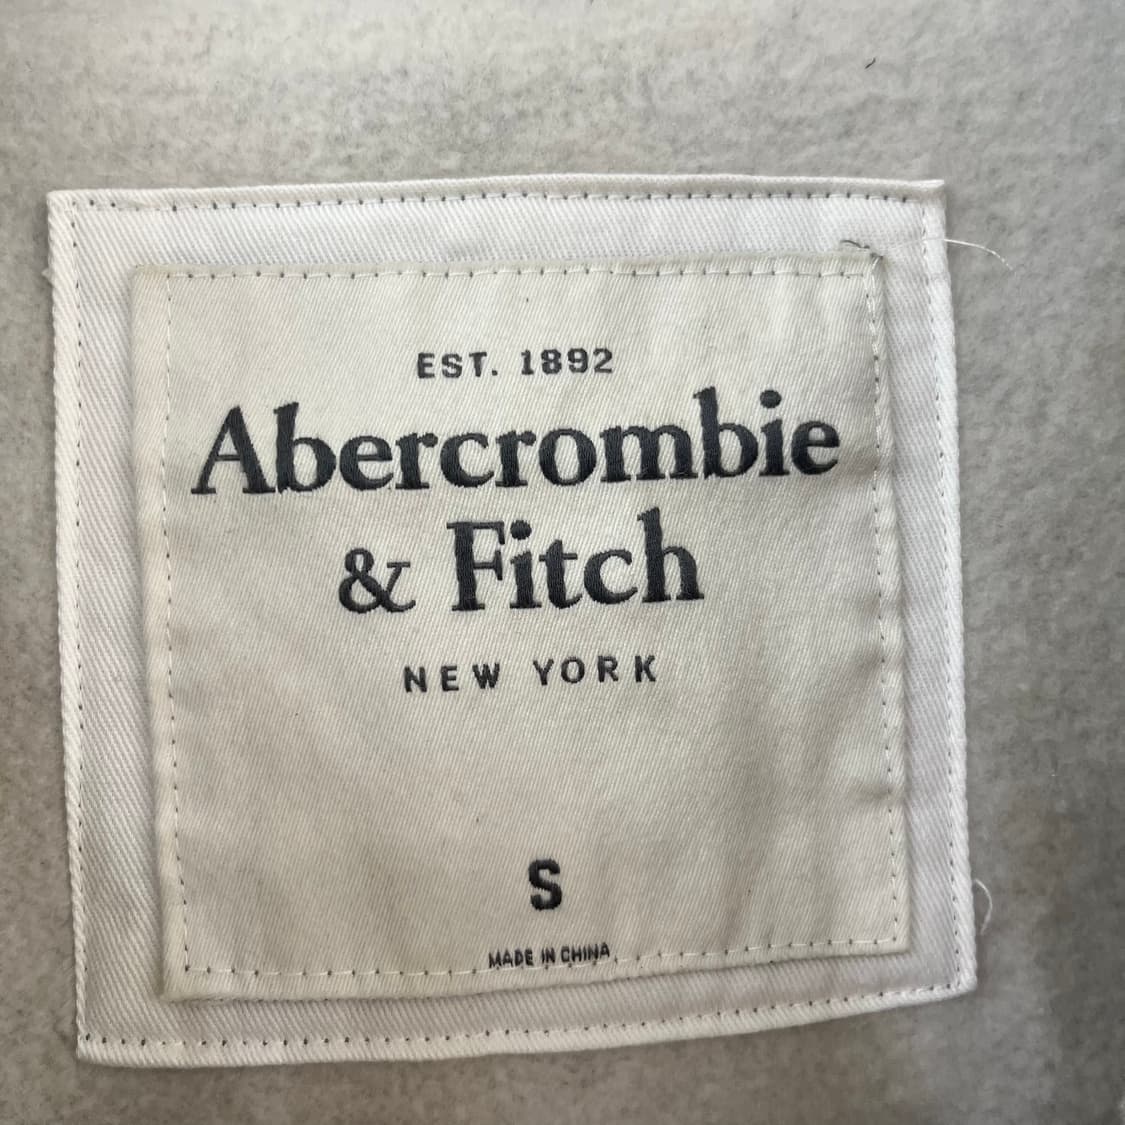 EST. 1892
Abercrombie
& Fitch
NEW YORK
S
MADE IN CHINA